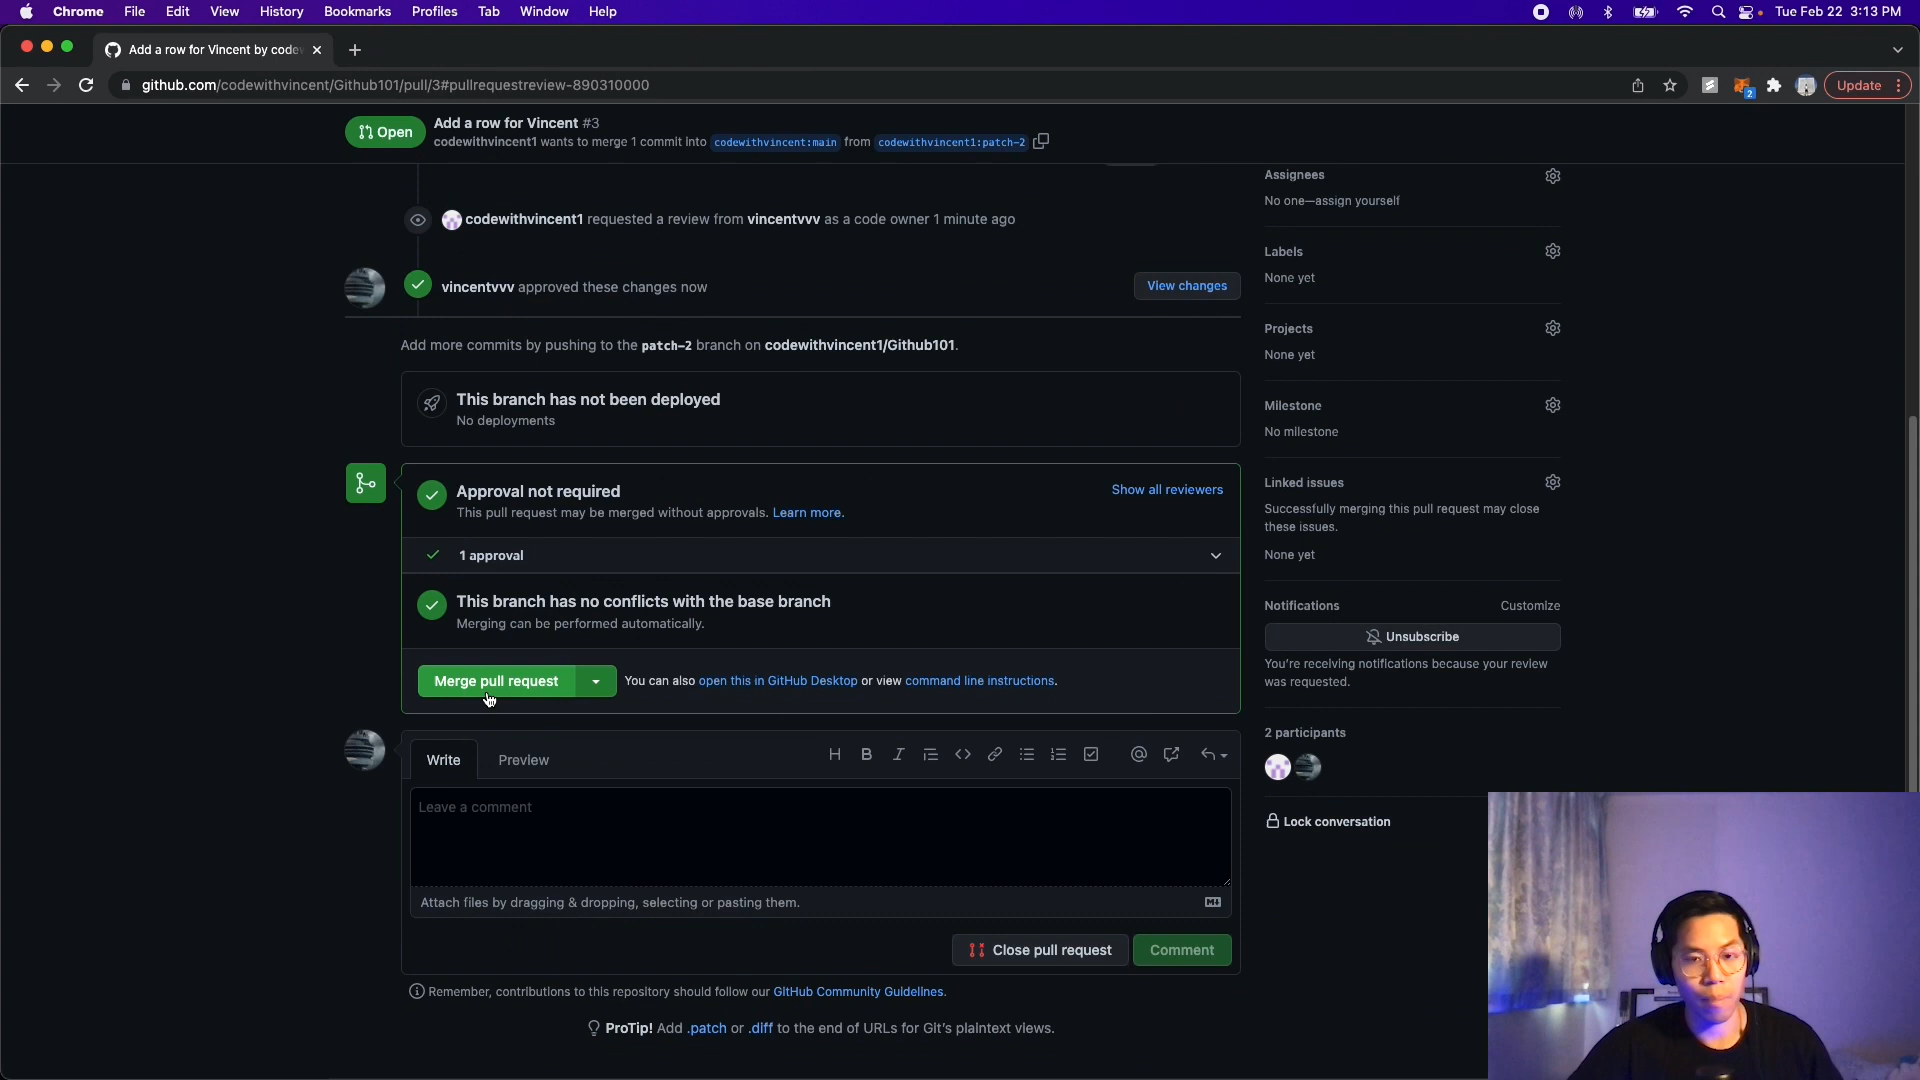 Chrome File Edit View History Bookmarks Profiles Tab Window Help Tue Feb 22 3:13 PM
Add a row for Vincent by code
github.com/codewithvincent/Github101/pull/3#pullrequestreview-890310000
2
Update
Open
Add a row for Vincent #3
codewithvincent1 wants to merge 1 commit into codewithvincent:main from codewithvincent1:patch-2
codewithvincent1 requested a review from vincentvvv as a code owner 1 minute ago
vincentvvv approved these changes now
View changes
Add more commits by pushing to the patch-2 branch on codewithvincent1/Github101.
This branch has not been deployed
No deployments
Approval not required
Show all reviewers
This pull request may be merged without approvals. Learn more.
1 approval
This branch has no conflicts with the base branch
Merging can be performed automatically.
Merge pull request
You can also open this in GitHub Desktop or view command line instructions.
Write Preview
H B I
Leave a comment
Attach files by dragging & dropping, selecting or pasting them.
Close pull request
Comment
Remember, contributions to this repository should follow our GitHub Community Guidelines.
ProTip! Add .patch or .diff to the end of URLs for Git's plaintext views.
Assignees
No one—assign yourself
Labels
None yet
Projects
None yet
Milestone
No milestone
Linked issues
Successfully merging this pull request may close
these issues.
None yet
Notifications Customize
Unsubscribe
You're receiving notifications because your review
was requested.
2 participants
Lock conversation